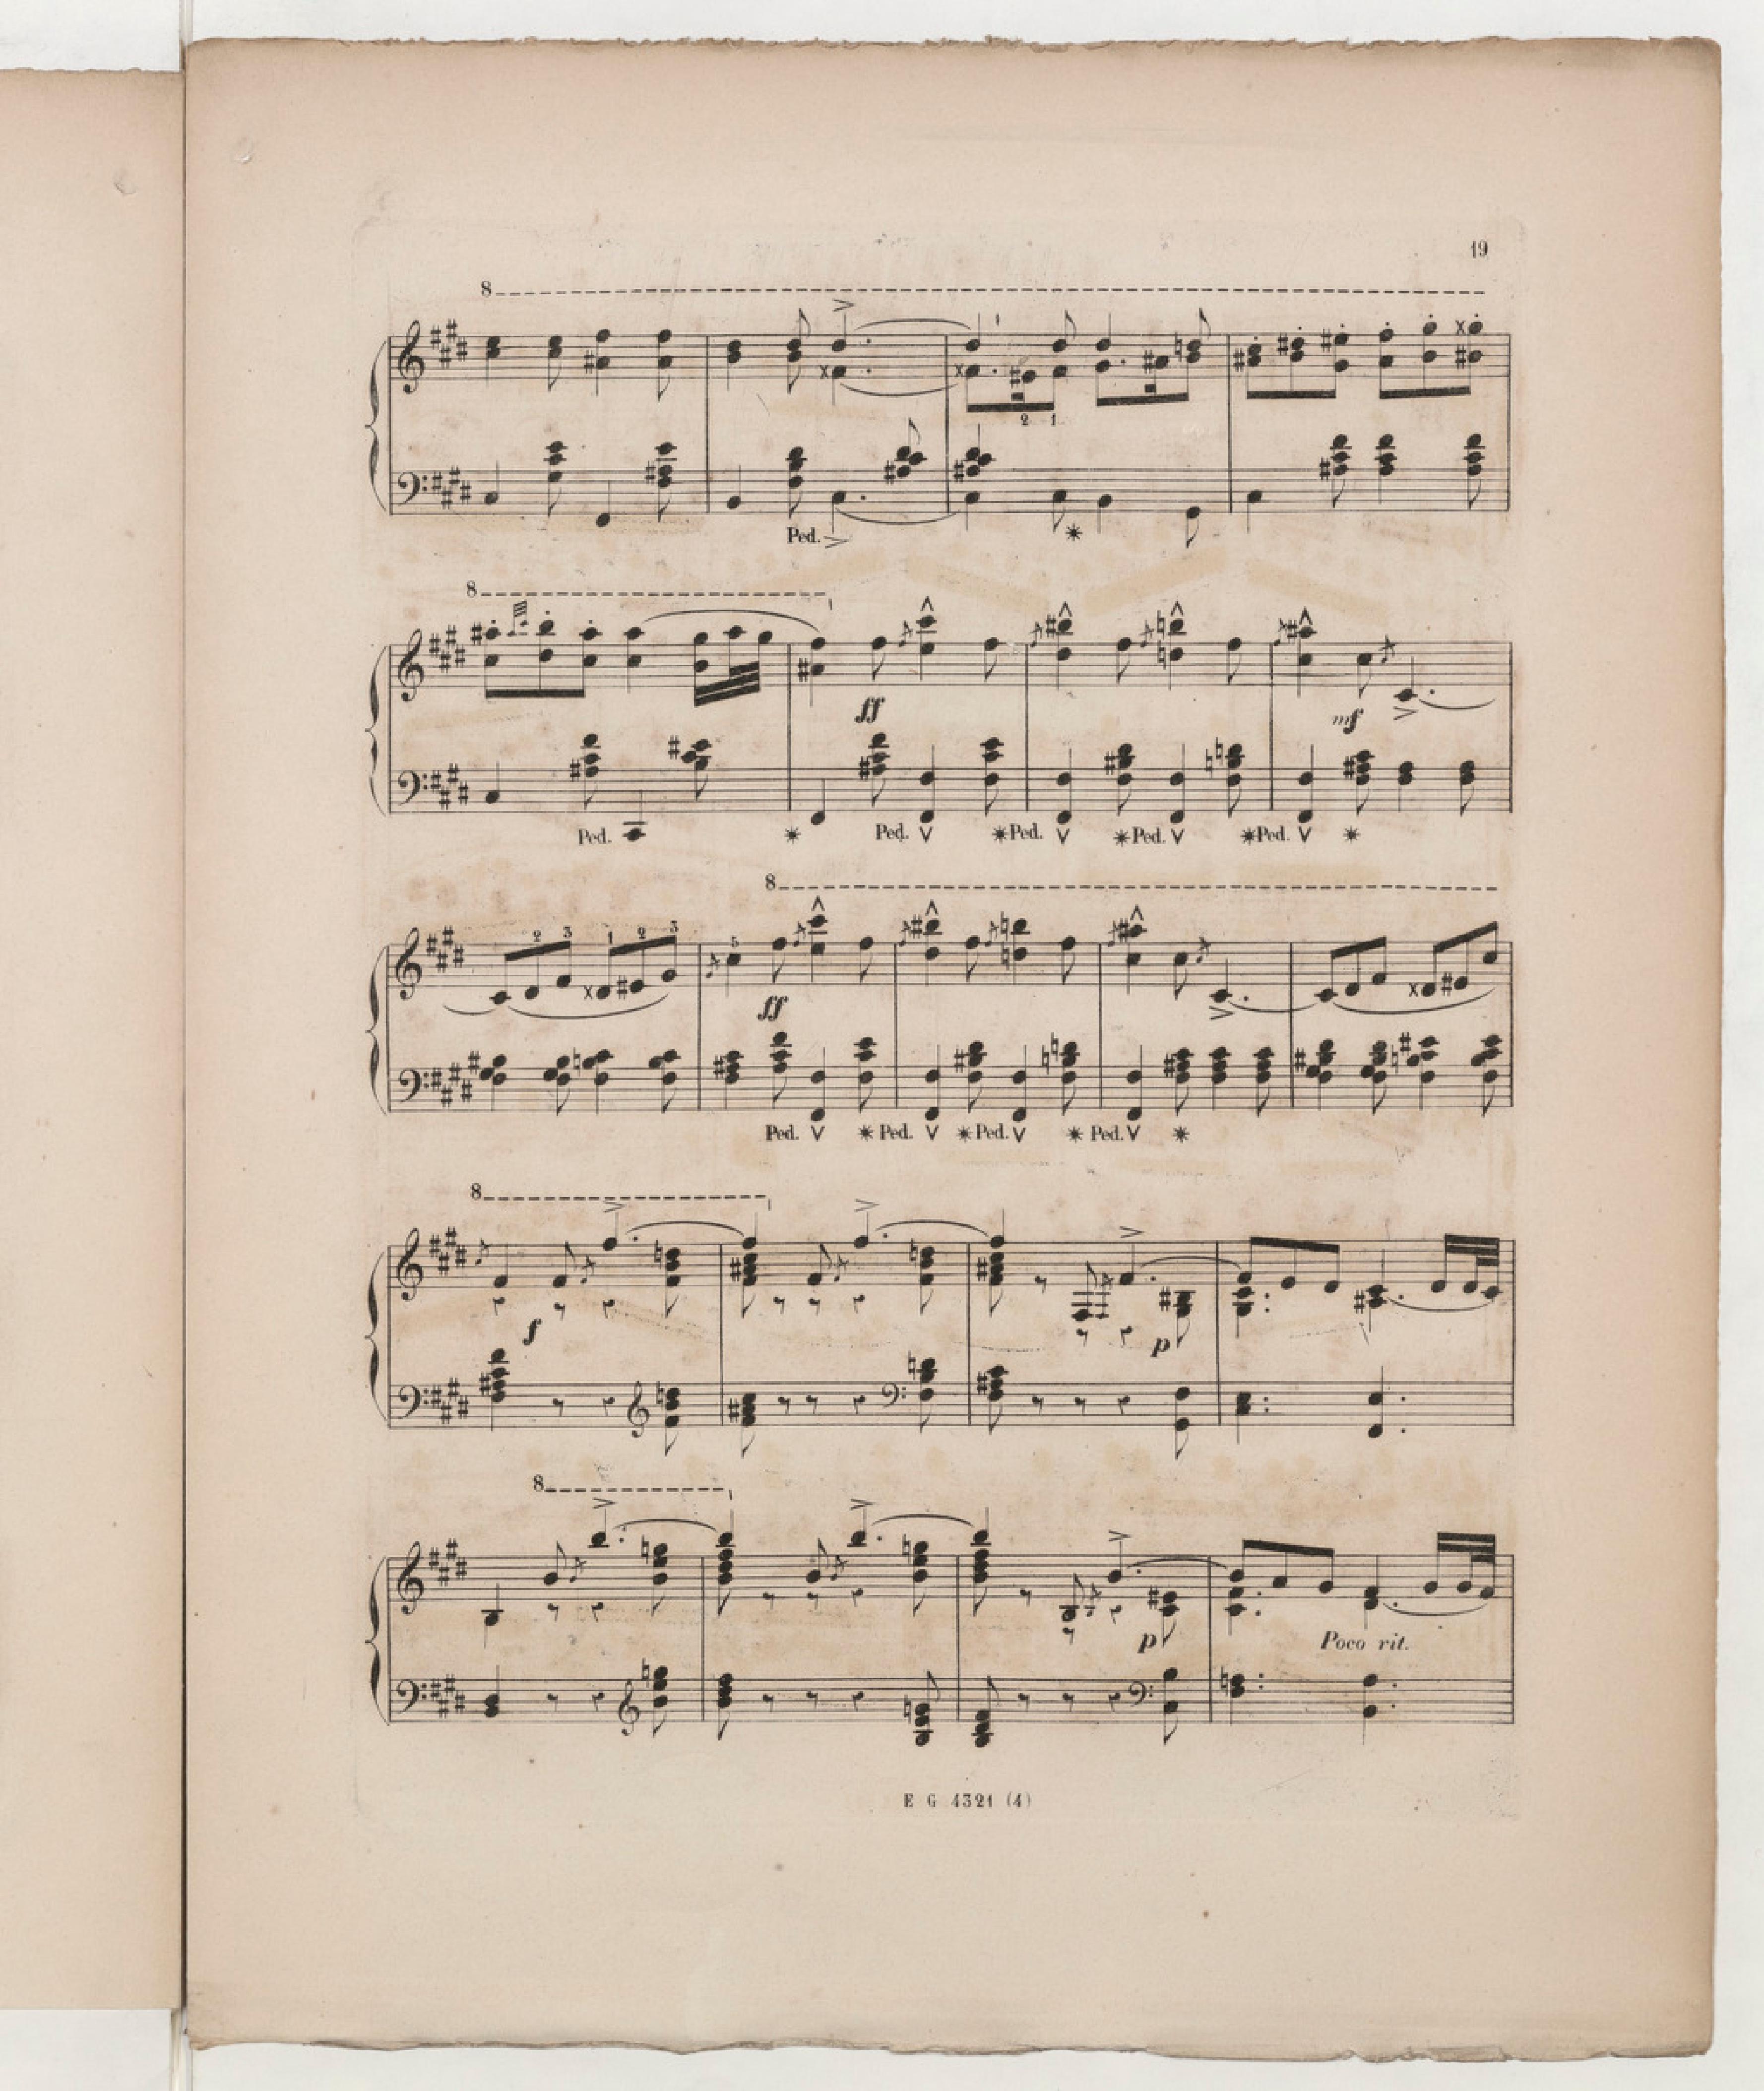 19
8
2 1
Ped. *
8
ff mf
Ped. * Ped. *Ped. *Ped. *Ped. *
8
2 3 1 2 3 5
ff
Ped. *Ped. *Ped. *Ped. *
8
f p
8
p Poco rit.
E G 4321 (4)